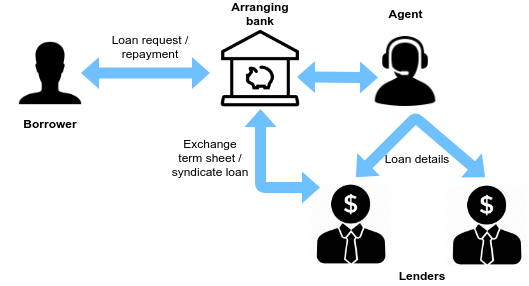 Arranging
bank
Agent
Loan request /
repayment
Borrower
Exchange
term sheet /
syndicate loan
Loan details
$
$
Lenders